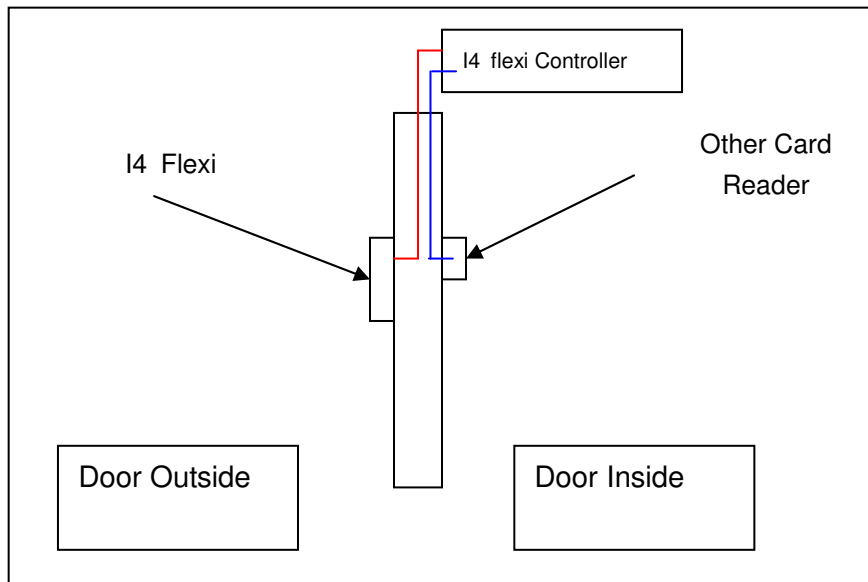 I4 flexi Controller
I4 Flexi
Other Card
Reader
Door Outside
Door Inside